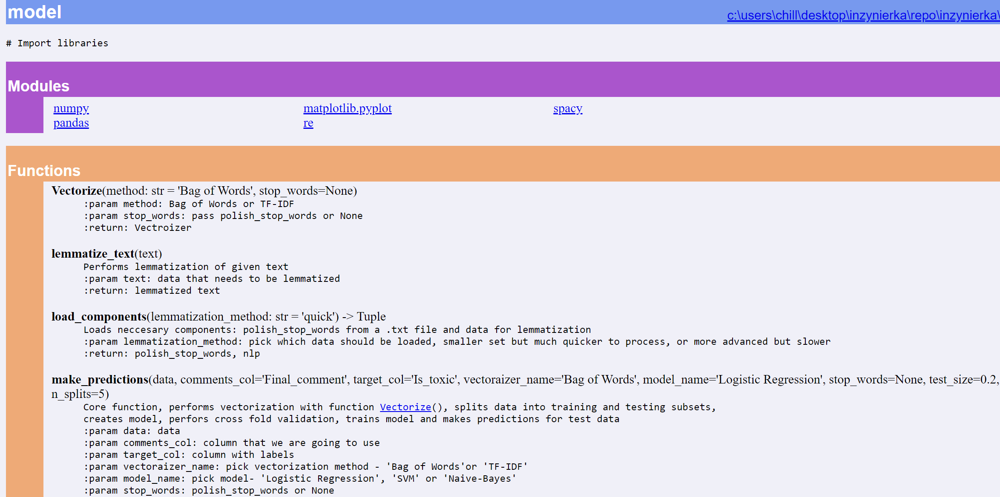 model
c:\users\chill\desktop\inzynierka\repo\inzynierka\
# Import libraries
Modules
numpy matplotlib.pyplot spacy
pandas re
Functions
Vectorize(method: str = 'Bag of Words', stop_words=None)
:param method: Bag of Words or TF-IDF
:param stop_words: pass polish_stop_words or None
:return: Vectroizer
lemmatize_text(text)
Performs lemmatization of given text
:param text: data that needs to be lemmatized
:return: lemmatized text
load_components(lemmatization_method: str = 'quick') -> Tuple
Loads neccesary components: polish_stop_words from a .txt file and data for lemmatization
:param lemmatization_method: pick which data should be loaded, smaller set but much quicker to process, or more advanced but slower
:return: polish_stop_words, nlp
make_predictions(data, comments_col='Final_comment', target_col='Is_toxic', vectoraizer_name='Bag of Words', model_name='Logistic Regression', stop_words=None, test_size=0.2,
n_splits=5)
Core function, performs vectorization with function Vectorize(), splits data into training and testing subsets,
creates model, perfors cross fold validation, trains model and makes predictions for test data
:param data: data
:param comments_col: column that we are going to use
:param target_col: column with labels
:param vectoraizer_name: pick vectorization method - 'Bag of Words'or 'TF-IDF'
:param model_name: pick model- 'Logistic Regression', 'SVM' or 'Naive-Bayes'
:param stop_words: polish_stop_words or None